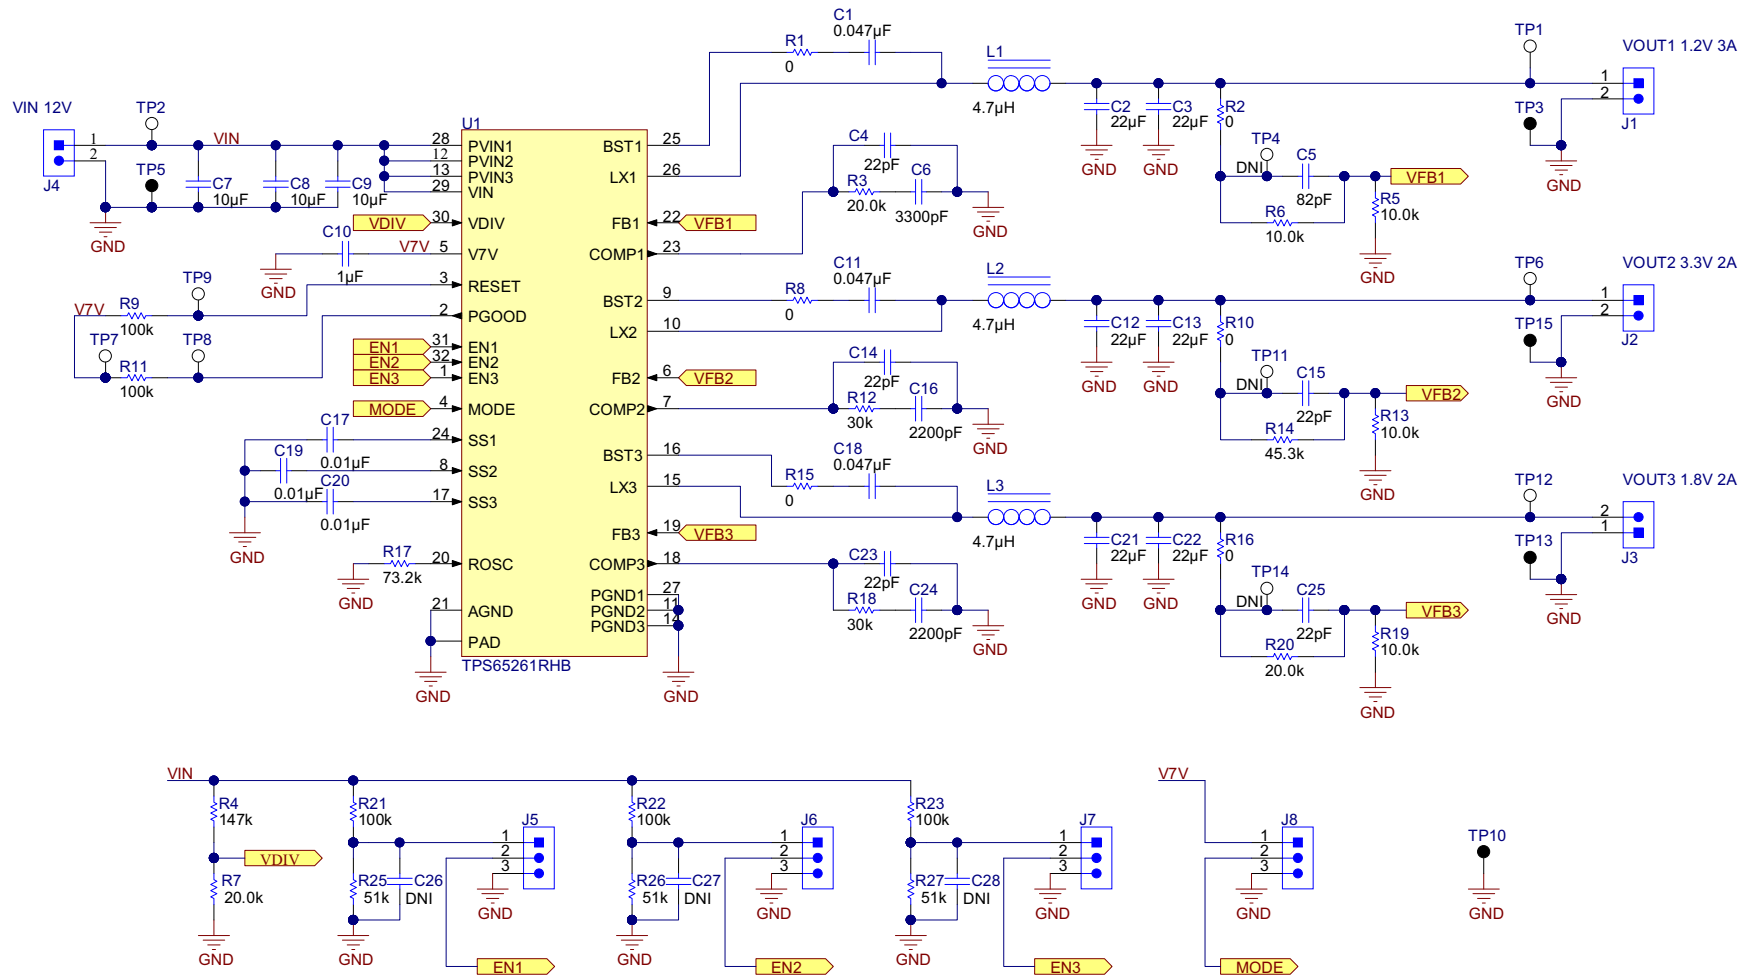 C1
0.047µF
R1
0
L1
4.7µH
TP1
VOUT1 1.2V 3A
1
2
J1
TP3
GND
C2
22µF
GND
C3
22µF
GND
R2
0
TP4
DNI
C5
82pF
VFB1
R6
10.0k
R5
10.0k
GND
VIN 12V
J4
1
2
TP2
VIN
TP5
GND
C7
10µF
C8
10µF
C9
10µF
U1
28 PVIN1
12 PVIN2
13 PVIN3
29 VIN
VDIV 30 VDIV
C10
1µF
GND
V7V 5 V7V
3 RESET
2 PGOOD
EN1 31 EN1
EN2 32 EN2
EN3 1 EN3
MODE 4 MODE
24 SS1
8 SS2
17 SS3
20 ROSC
21 AGND
PAD
TPS65261RHB
GND
BST1 25
LX1 26
FB1 22 VFB1
COMP1 23
BST2 9
LX2 10
FB2 6 VFB2
COMP2 7
BST3 16
LX3 15
FB3 19 VFB3
COMP3 18
PGND1 27
PGND2 11
PGND3 14
GND
TP9
V7V
R9
100k
TP7
TP8
R11
100k
C17
0.01µF
C19
0.01µF
C20
0.01µF
GND
R17
73.2k
GND
C4
22pF
R3
20.0k
C6
3300pF
GND
C11
0.047µF
R8
0
L2
4.7µH
C14
22pF
R12
30k
C16
2200pF
GND
C18
0.047µF
R15
0
L3
4.7µH
C23
22pF
R18
30k
C24
2200pF
GND
C12
22µF
GND
C13
22µF
GND
R10
0
TP11
DNI
C15
22pF
VFB2
R14
45.3k
R13
10.0k
GND
TP6
VOUT2 3.3V 2A
1
2
J2
TP15
GND
C21
22µF
GND
C22
22µF
GND
R16
0
TP14
DNI
C25
22pF
VFB3
R20
20.0k
R19
10.0k
GND
TP12
VOUT3 1.8V 2A
2
1
J3
TP13
GND
VIN
R4
147k
VDIV
R7
20.0k
GND
R21
100k
R25
51k
C26
DNI
GND
J5
1
2
3
GND
EN1
R22
100k
R26
51k
C27
DNI
GND
J6
1
2
3
GND
EN2
R23
100k
R27
51k
C28
DNI
GND
J7
1
2
3
GND
EN3
V7V
J8
1
2
3
GND
MODE
TP10
GND